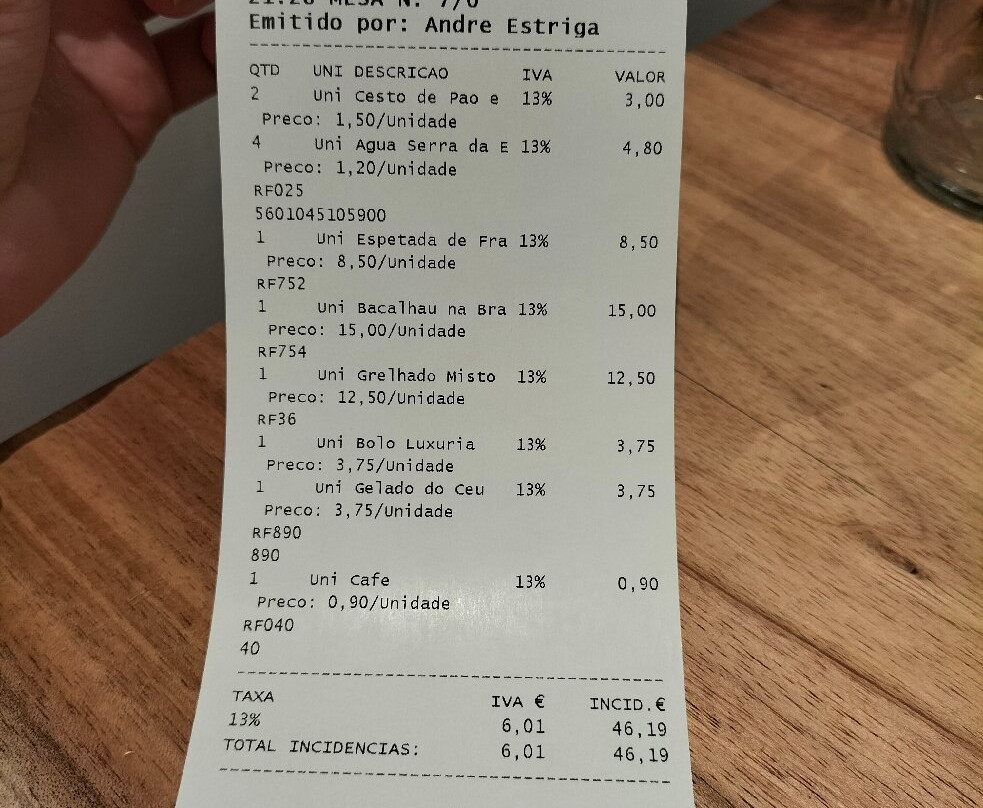 21:26 MESA N. 7/0
Emitido por: Andre Estriga
QTD UNI DESCRICAO IVA VALOR
2 Uni Cesto de Pao e 13% 3,00
Preco: 1,50/Unidade
4 Uni Agua Serra da E 13% 4,80
Preco: 1,20/Unidade
RF025
5601045105900
1 Uni Espetada de Fra 13% 8,50
Preco: 8,50/Unidade
RF752
1 Uni Bacalhau na Bra 13% 15,00
Preco: 15,00/Unidade
RF754
1 Uni Grelhado Misto 13% 12,50
Preco: 12,50/Unidade
RF36
1 Uni Bolo Luxuria 13% 3,75
Preco: 3,75/Unidade
1 Uni Gelado do Ceu 13% 3,75
Preco: 3,75/Unidade
RF890
890
1 Uni Cafe 13% 0,90
Preco: 0,90/Unidade
RF040
40
TAXA IVA € INCID.€
13% 6,01 46,19
TOTAL INCIDENCIAS: 6,01 46,19